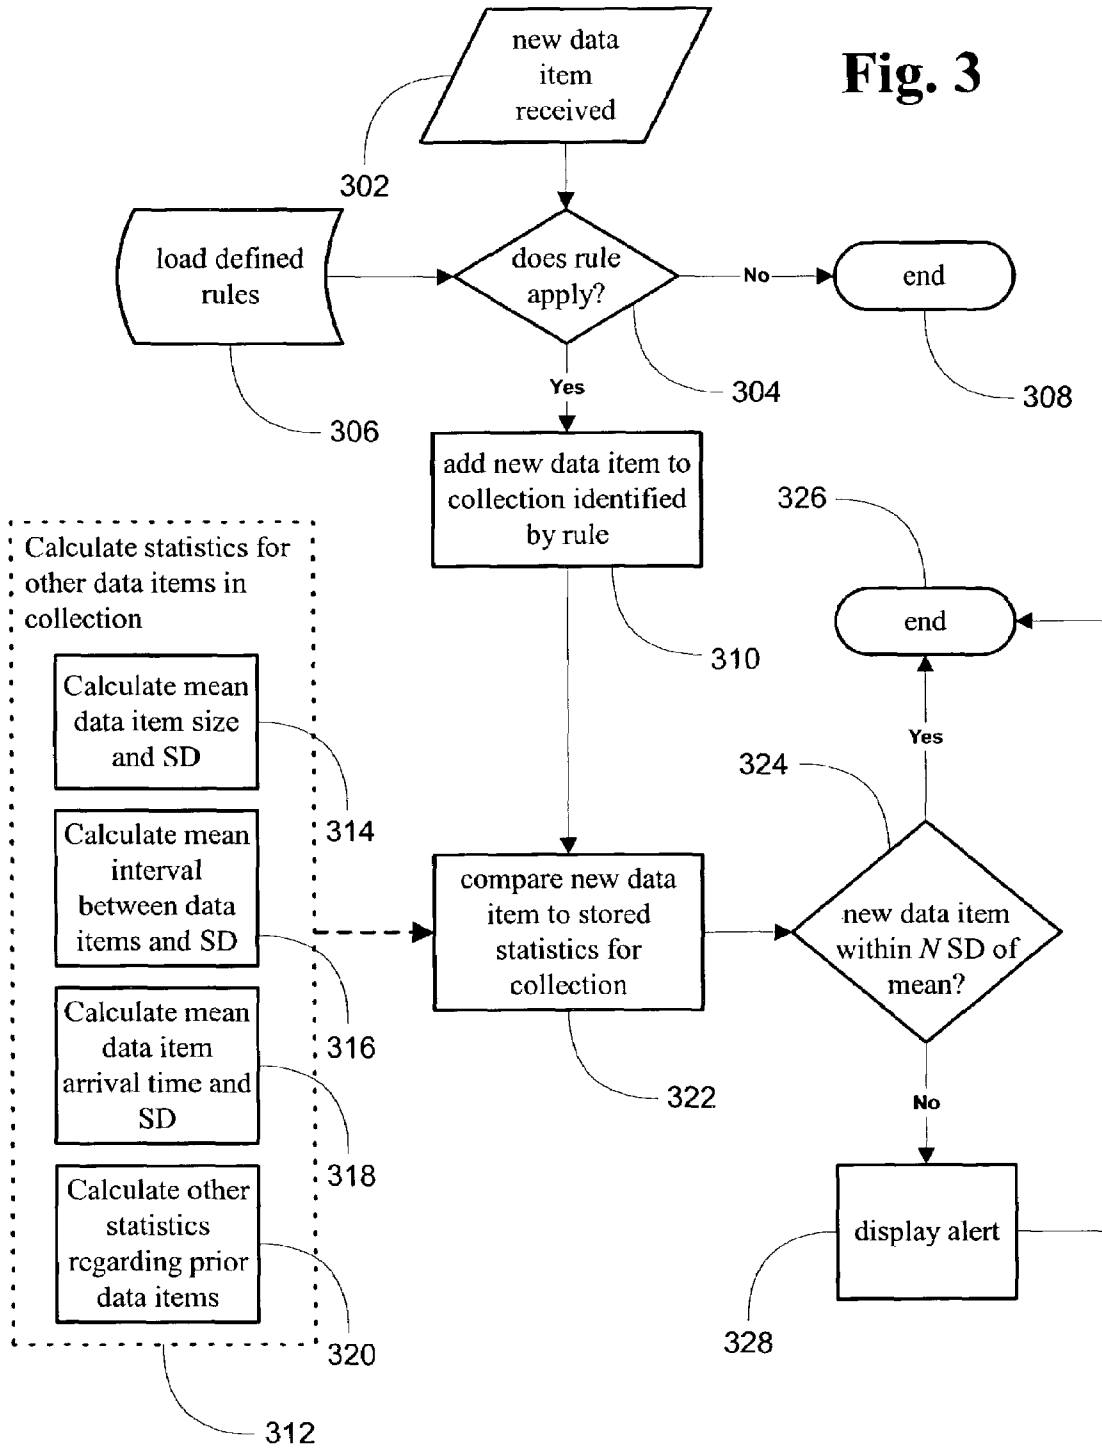 Fig. 3
new data
item
received
302
load defined
rules
does rule
apply?
No
end
304
308
306
Yes
add new data item to
collection identified
by rule
310
326
end
Calculate statistics for
other data items in
collection
Calculate mean
data item size
and SD
314
Calculate mean
interval
between data
items and SD
316
Calculate mean
data item
arrival time and
SD
318
Calculate other
statistics
regarding prior
data items
320
312
compare new data
item to stored
statistics for
collection
322
Yes
324
new data item
within N SD of
mean?
No
display alert
328